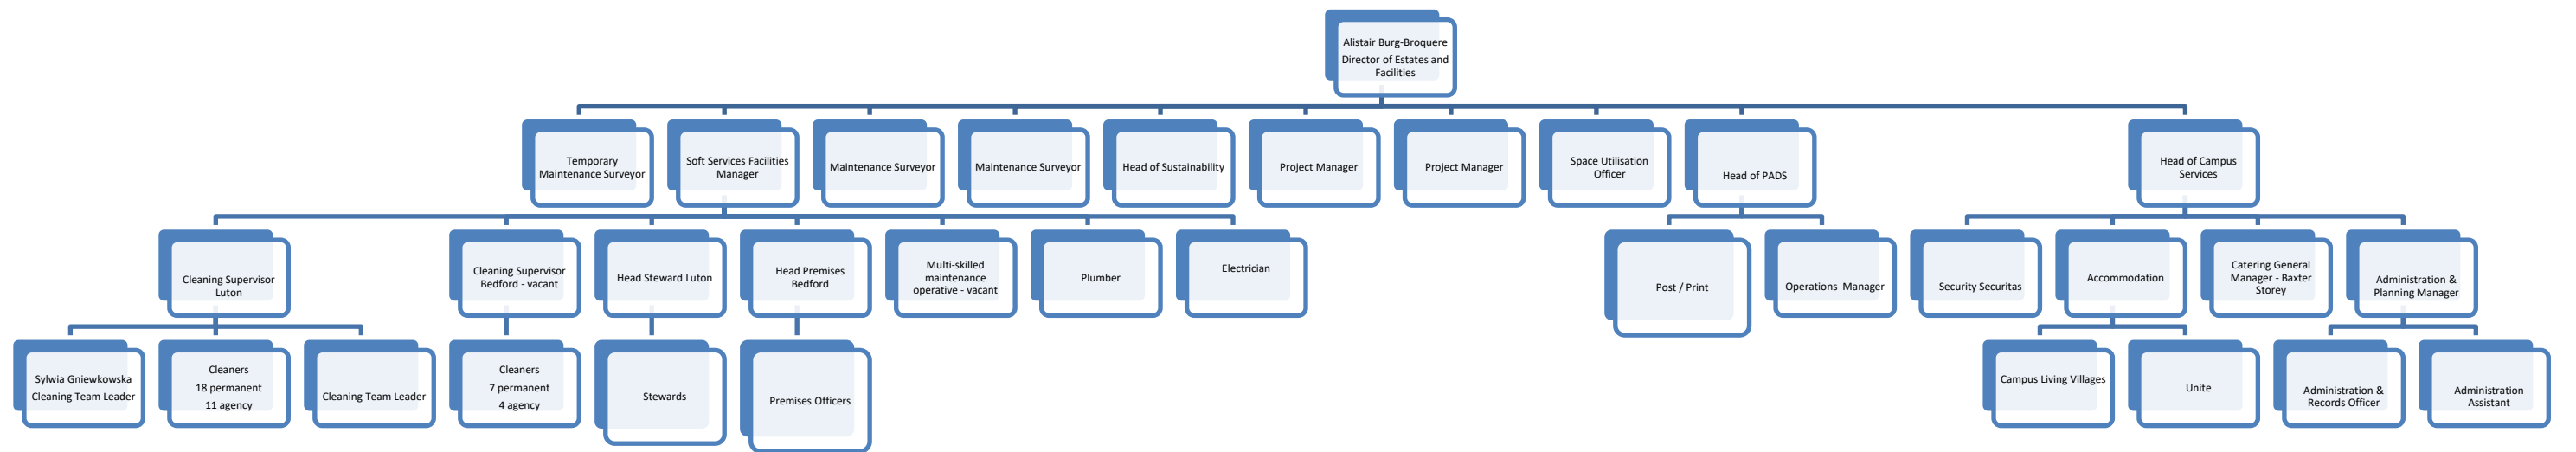 Alistair Burg-Broquere
Director of Estates and
Facilities
Temporary
Maintenance Surveyor
Soft Services Facilities
Manager
Maintenance Surveyor
Maintenance Surveyor
Head of Sustainability
Project Manager
Project Manager
Space Utilisation
Officer
Head of PADS
Head of Campus
Services
Cleaning Supervisor
Luton
Cleaning Supervisor
Bedford - vacant
Head Steward Luton
Head Premises
Bedford
Multi-skilled
maintenance
operative - vacant
Plumber
Electrician
Post / Print
Operations Manager
Security Securitas
Accommodation
Catering General
Manager - Baxter
Storey
Administration &
Planning Manager
Sylwia Gniewkowska
Cleaning Team Leader
Cleaners
18 permanent
11 agency
Cleaning Team Leader
Cleaners
7 permanent
4 agency
Stewards
Premises Officers
Campus Living Villages
Unite
Administration &
Records Officer
Administration
Assistant